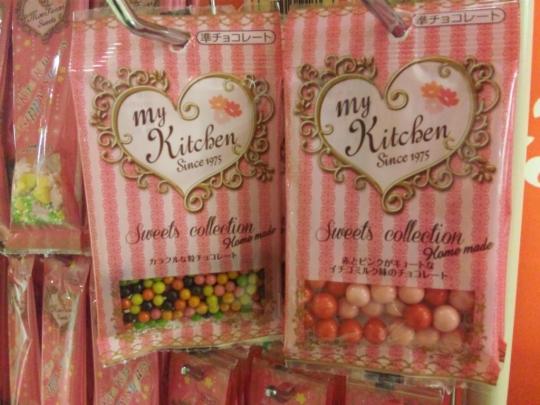 準チョコレート
my
Kitchen
Since 1975
Sweets collection
Home made
カラフルな粒チョコレート
準チョコレート
my
Kitchen
Since 1975
Sweets collection
Home made
赤とピンクがキュートな
イチゴミルク味のチョコレート